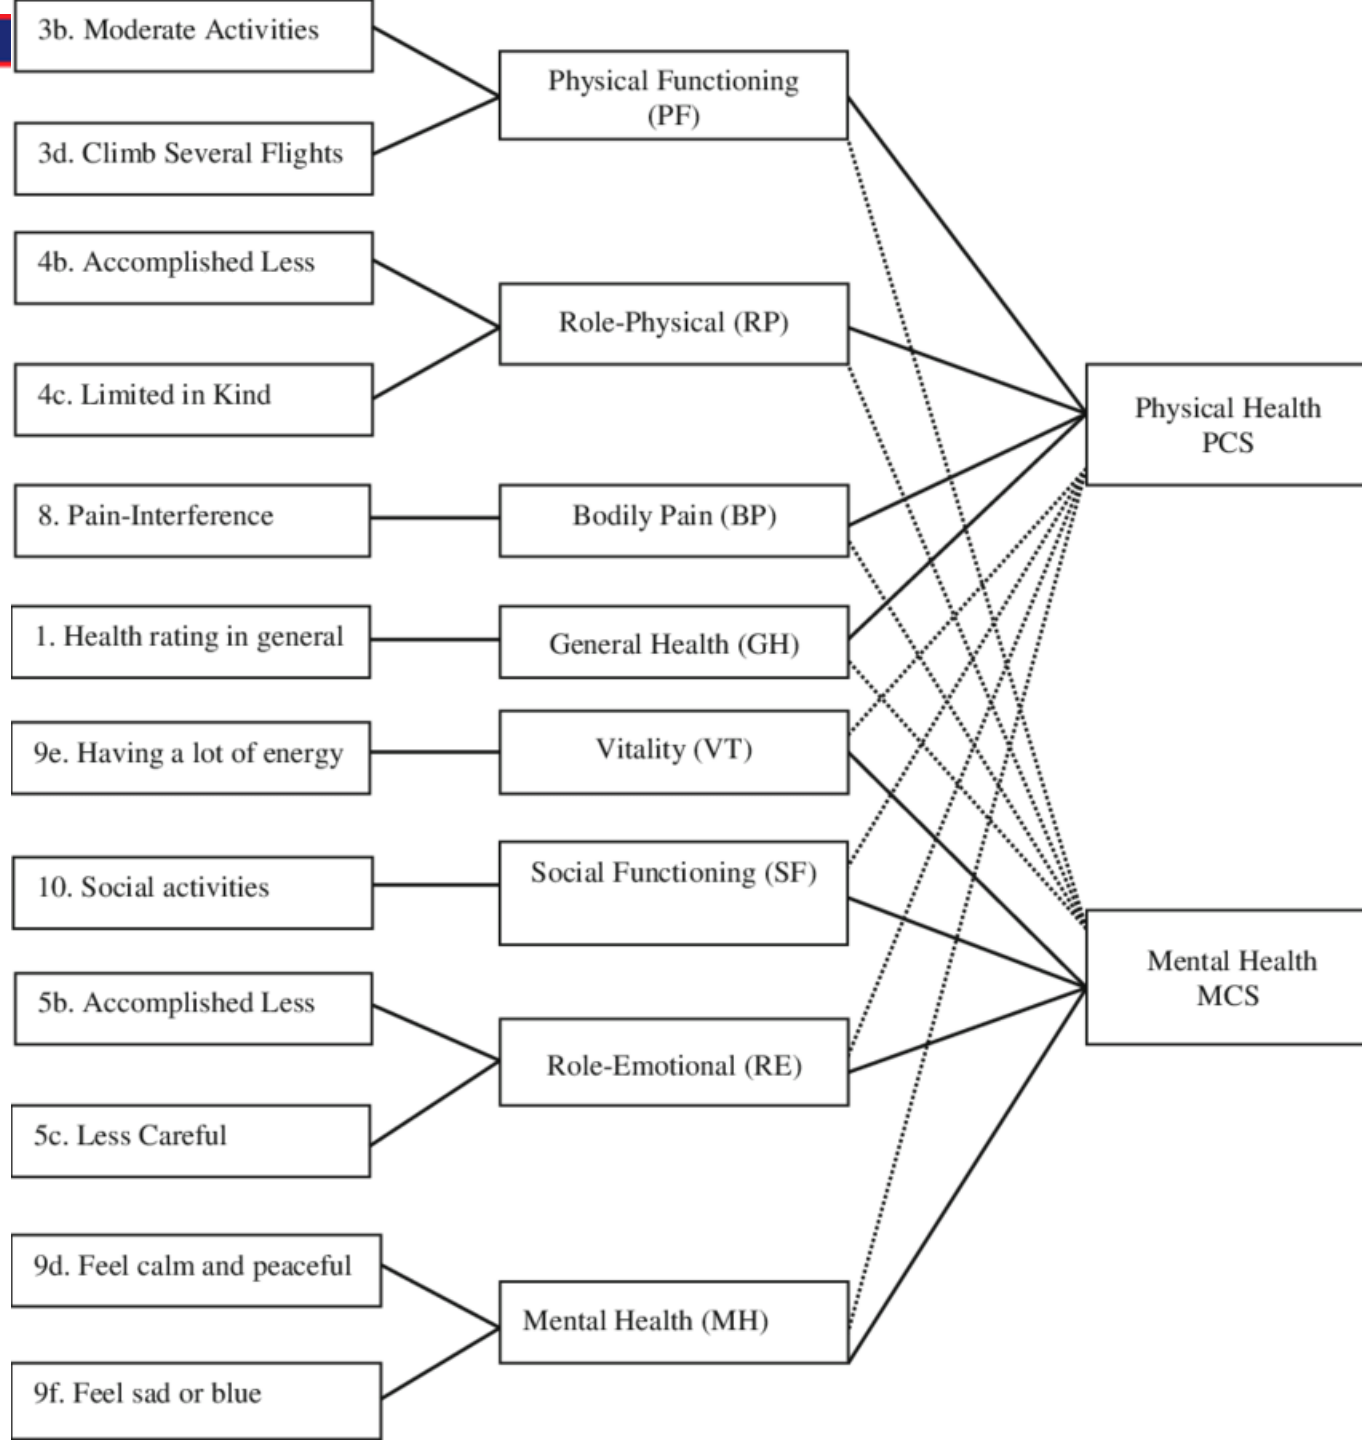 3b. Moderate Activities
3d. Climb Several Flights
4b. Accomplished Less
4c. Limited in Kind
8. Pain-Interference
1. Health rating in general
9e. Having a lot of energy
10. Social activities
5b. Accomplished Less
5c. Less Careful
9d. Feel calm and peaceful
9f. Feel sad or blue
Physical Functioning
(PF)
Role-Physical (RP)
Bodily Pain (BP)
General Health (GH)
Vitality (VT)
Social Functioning (SF)
Role-Emotional (RE)
Mental Health (MH)
Physical Health
PCS
Mental Health
MCS